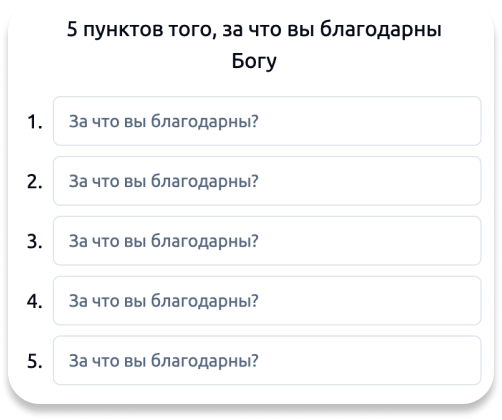 5 пунктов того, за что вы благодарны
Богу
1. За что вы благодарны?
2. За что вы благодарны?
3. За что вы благодарны?
4. За что вы благодарны?
5. За что вы благодарны?